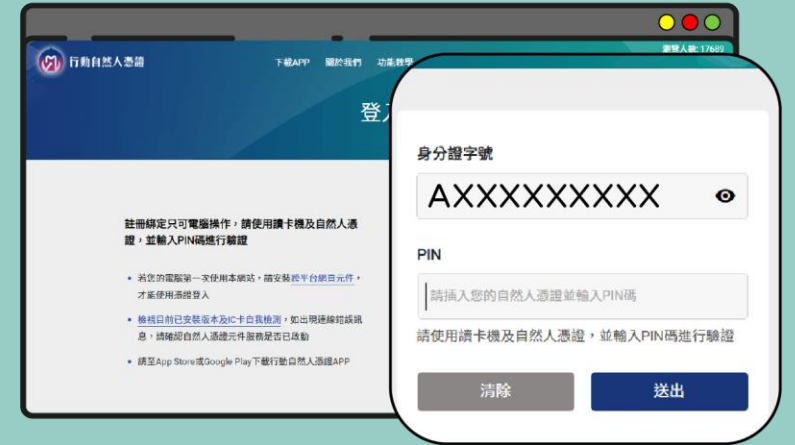 行動自然人憑證
下載APP 關於我們 功能教學
瀏覽人數: 17689
登入
註冊綁定只可電腦操作，請使用讀卡機及自然人憑
證，並輸入PIN碼進行驗證
• 若您的電腦第一次使用本網站，請安裝跨平台網頁元件，
才能使用憑證登入
• 檢視目前已安裝版本及IC卡自我檢測，如出現連線錯誤訊
息，請確認自然人憑證元件服務是否已啟動
• 請至App Store或Google Play下載行動自然人憑證APP
身分證字號
AXXXXXXXXXX
PIN
請插入您的自然人憑證並輸入PIN碼
請使用讀卡機及自然人憑證，並輸入PIN碼進行驗證
清除
送出